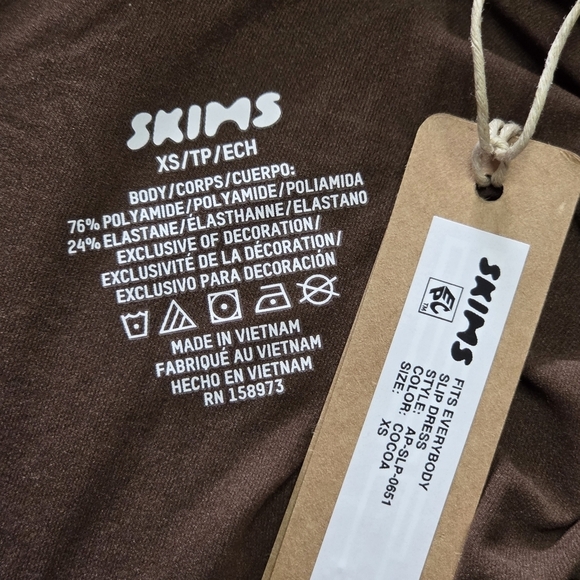 SKIMS
XS/TP/ECH
BODY/CORPS/CUERPO:
76% POLYAMIDE/POLYAMIDE/POLIAMIDA
24% ELASTANE/ÉLASTHANNE/ELASTANO
EXCLUSIVE OF DECORATION/
EXCLUSIVITÉ DE LA DÉCORATION/
EXCLUSIVO PARA DECORACIÓN
MADE IN VIETNAM
FABRIQUÉ AU VIETNAM
HECHO EN VIETNAM
RN 158973
SKIMS
EC
P
TM
FITS EVERYBODY
SLIP DRESS
STYLE: AP-SLP-0651
COLOR: COCOA
SIZE: XS